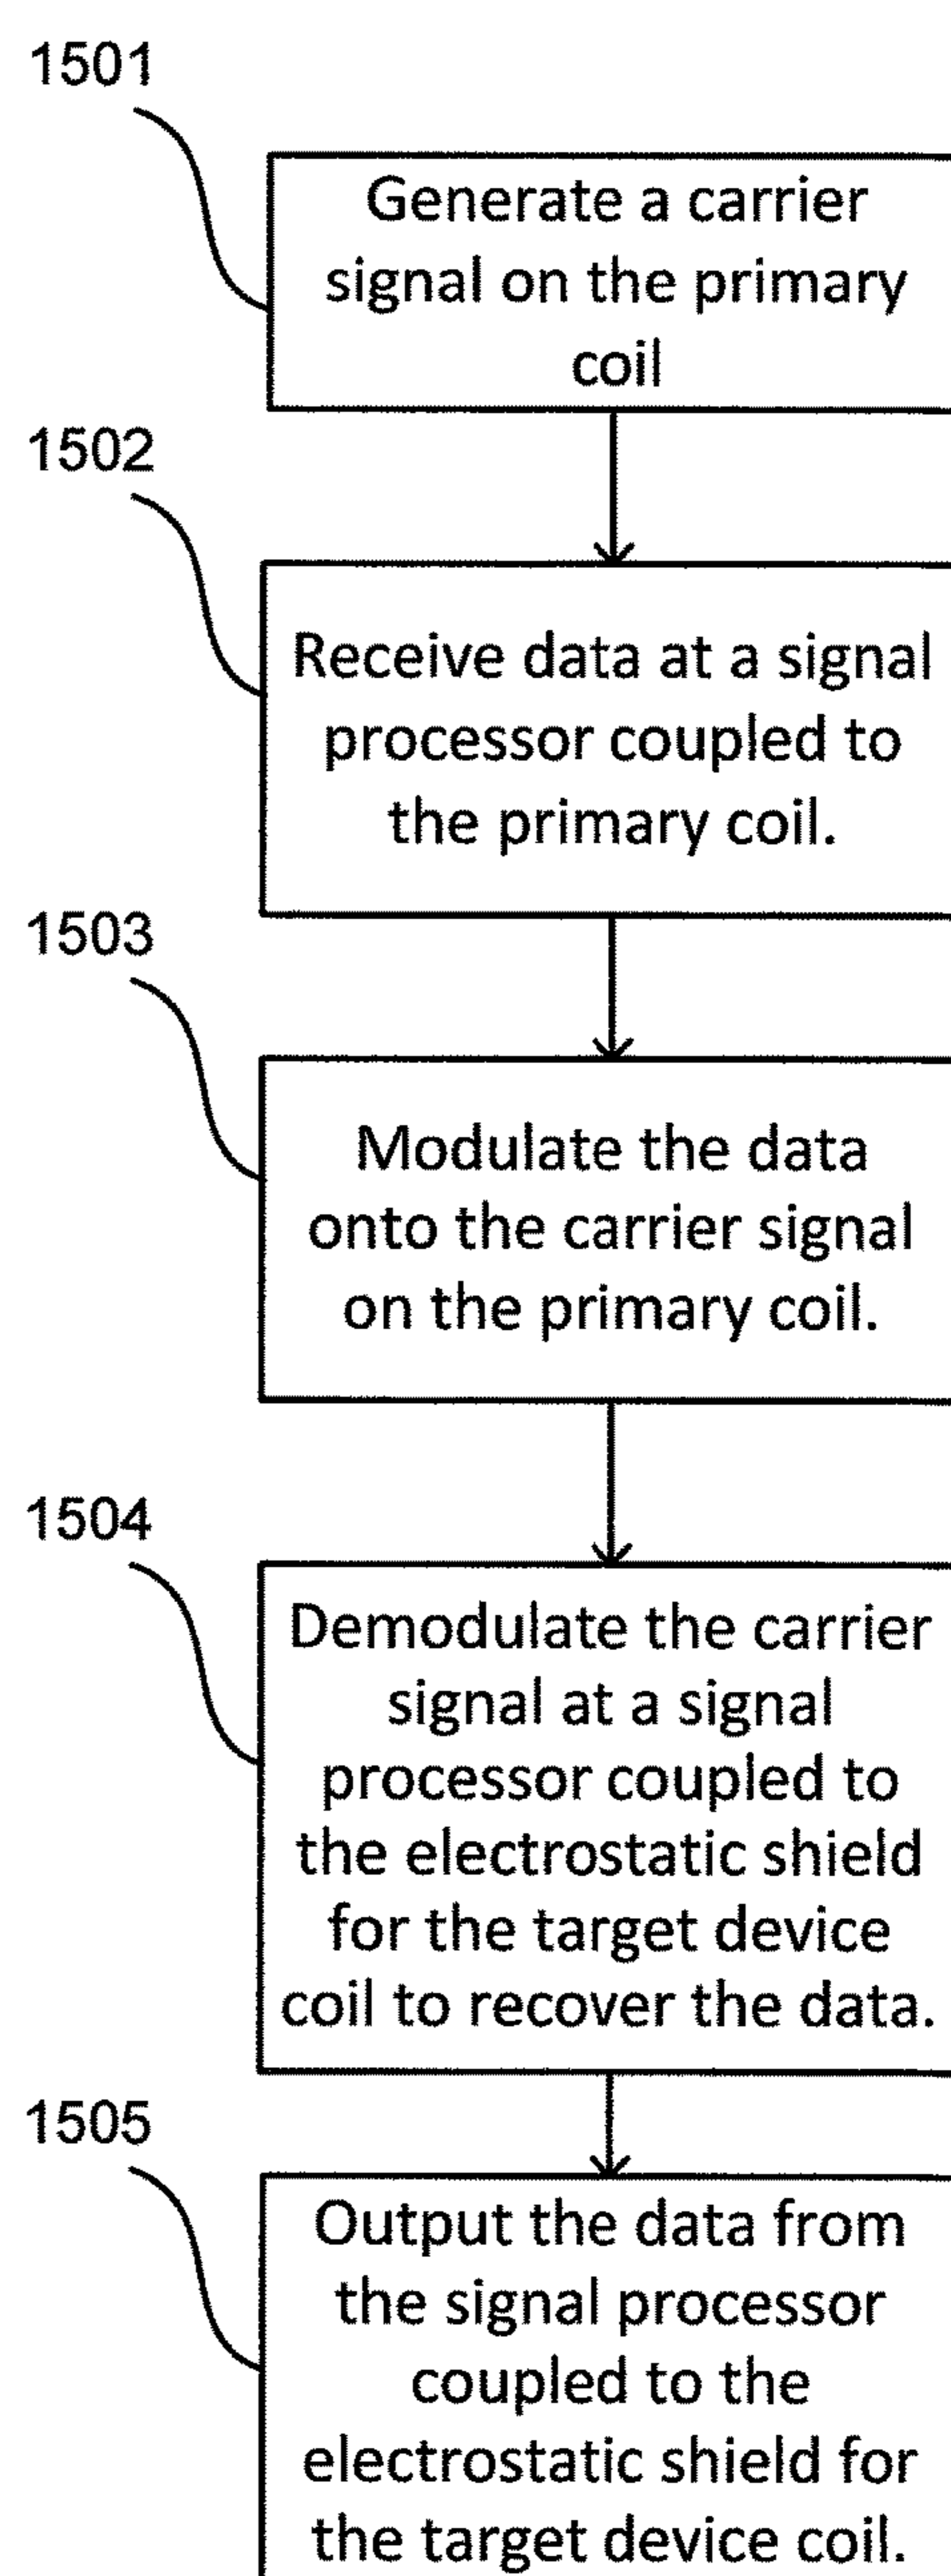 1501
Generate a carrier
signal on the primary
coil
1502
Receive data at a signal
processor coupled to
the primary coil.
1503
Modulate the data
onto the carrier signal
on the primary coil.
1504
Demodulate the carrier
signal at a signal
processor coupled to
the electrostatic shield
for the target device
coil to recover the data.
1505
Output the data from
the signal processor
coupled to the
electrostatic shield for
the target device coil.